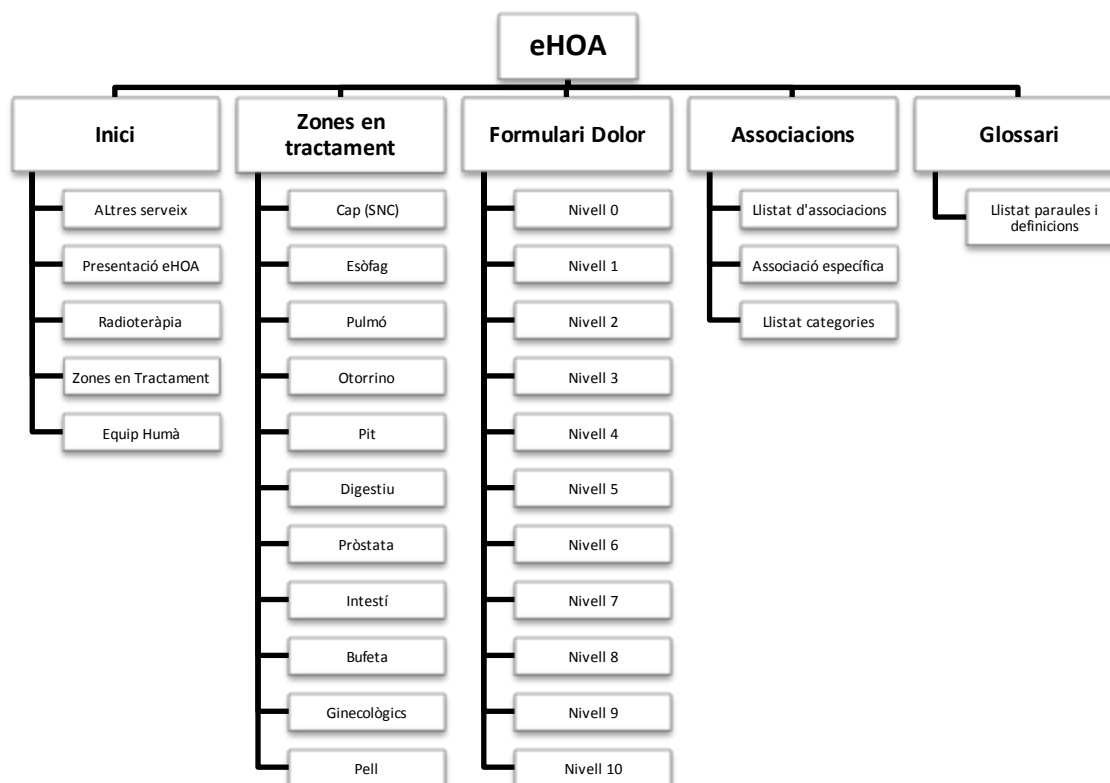 eHOA
Inici
ALtres serveix
Presentació eHOA
Radioteràpia
Zones en Tractament
Equip Humà
Zones en
tractament
Cap (SNC)
Esòfag
Pulmó
Otorrino
Pit
Digestiu
Pròstata
Intestí
Bufeta
Ginecològics
Pell
Formulari Dolor
Nivell 0
Nivell 1
Nivell 2
Nivell 3
Nivell 4
Nivell 5
Nivell 6
Nivell 7
Nivell 8
Nivell 9
Nivell 10
Associacions
Llistat d'associacions
Associació específica
Llistat categories
Glossari
Llistat paraules i
definicions